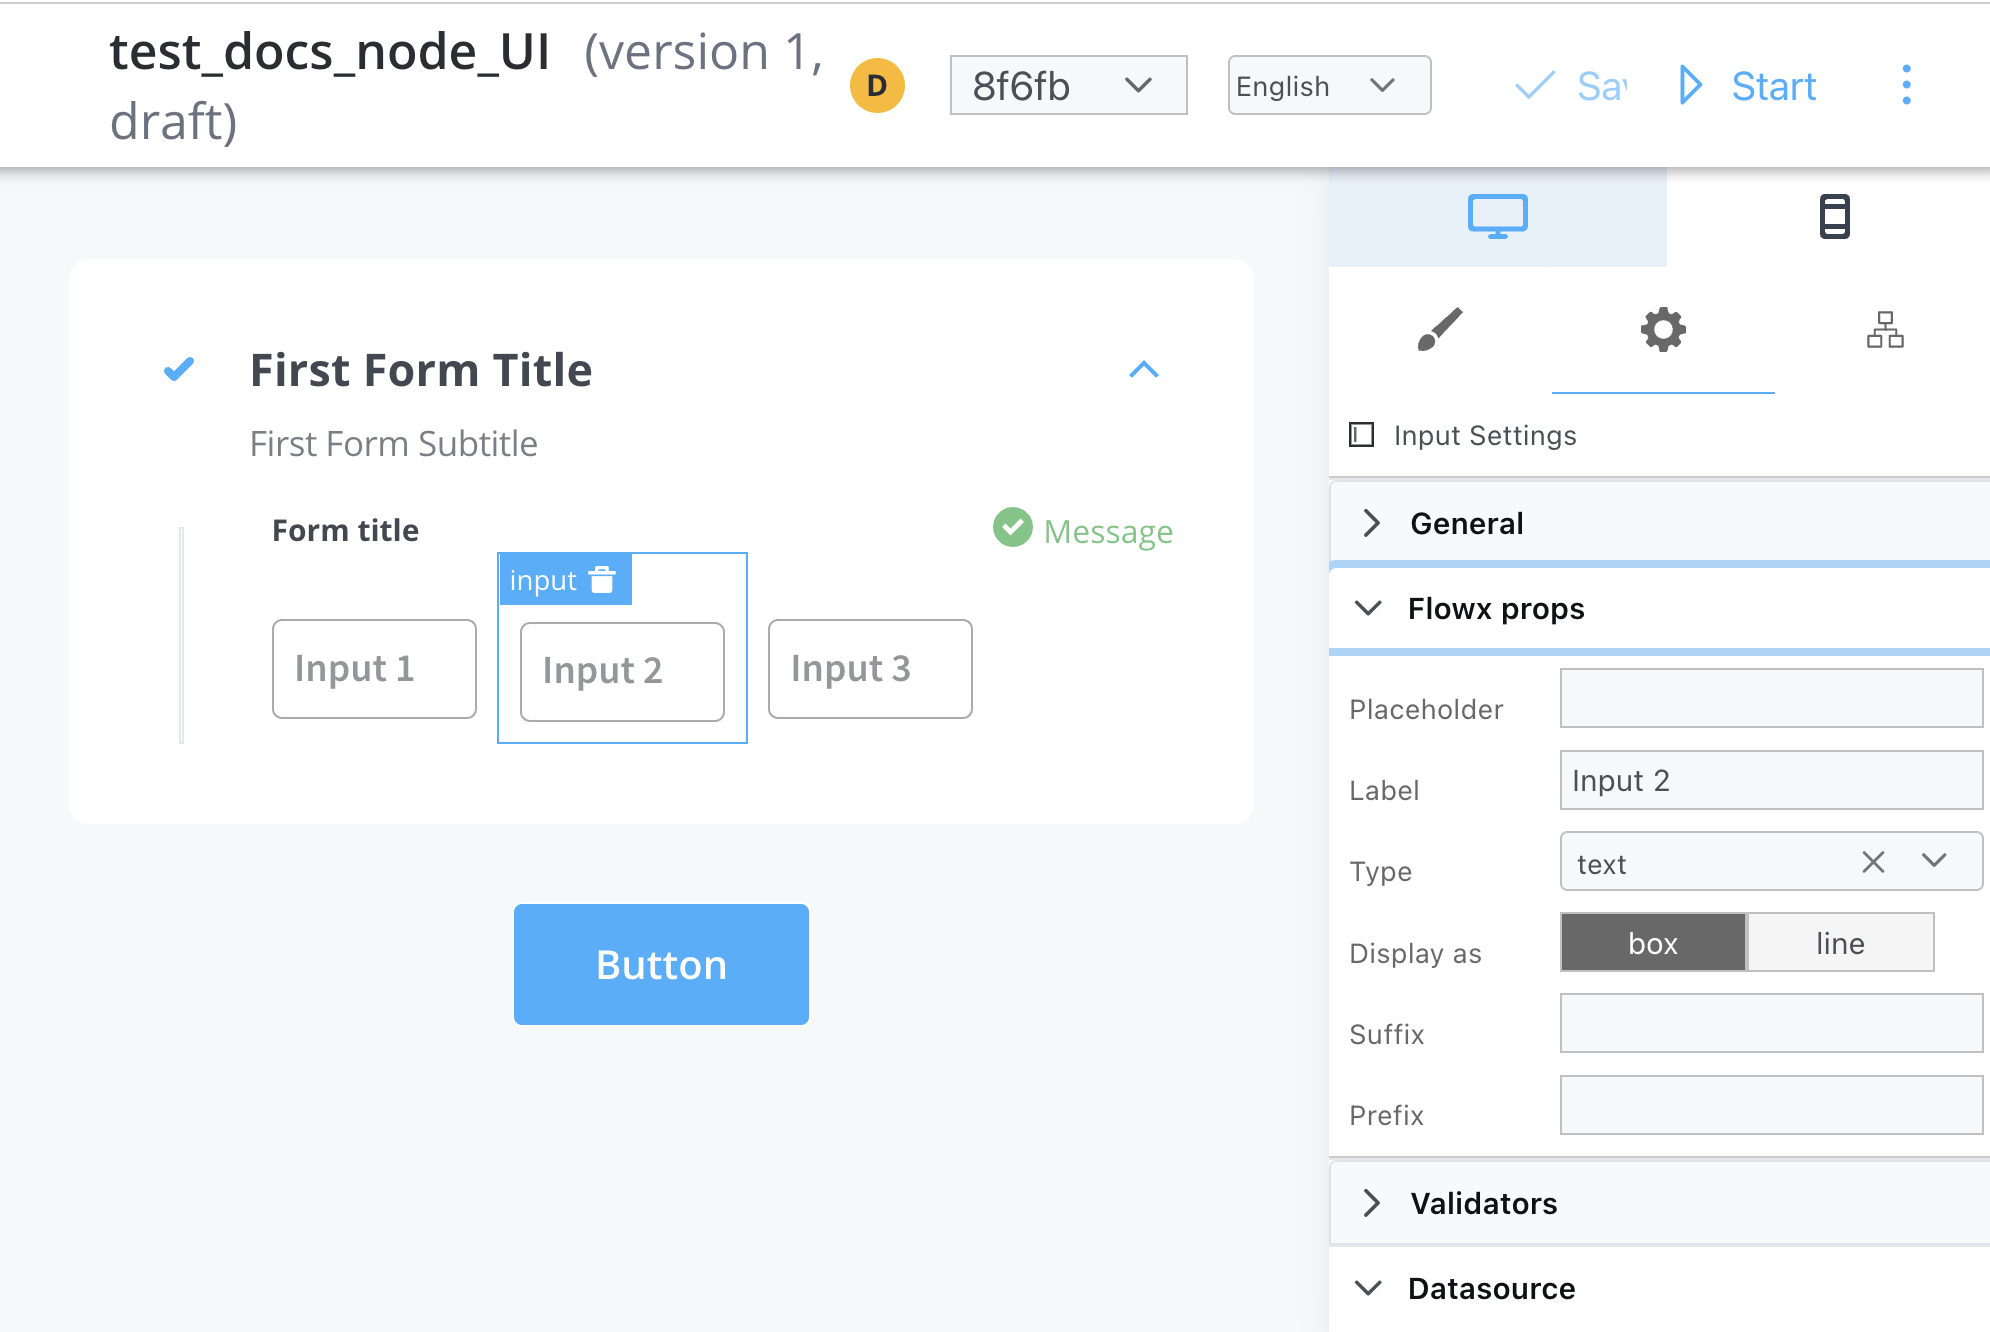 test_docs_node_UI (version 1, draft)
D
8f6fb
English
Start
First Form Title
First Form Subtitle
Form title
Message
input
Input 1
Input 2
Input 3
Button
Input Settings
General
Flowx props
Placeholder
Label
Input 2
Type
text
Display as
box
line
Suffix
Prefix
Validators
Datasource